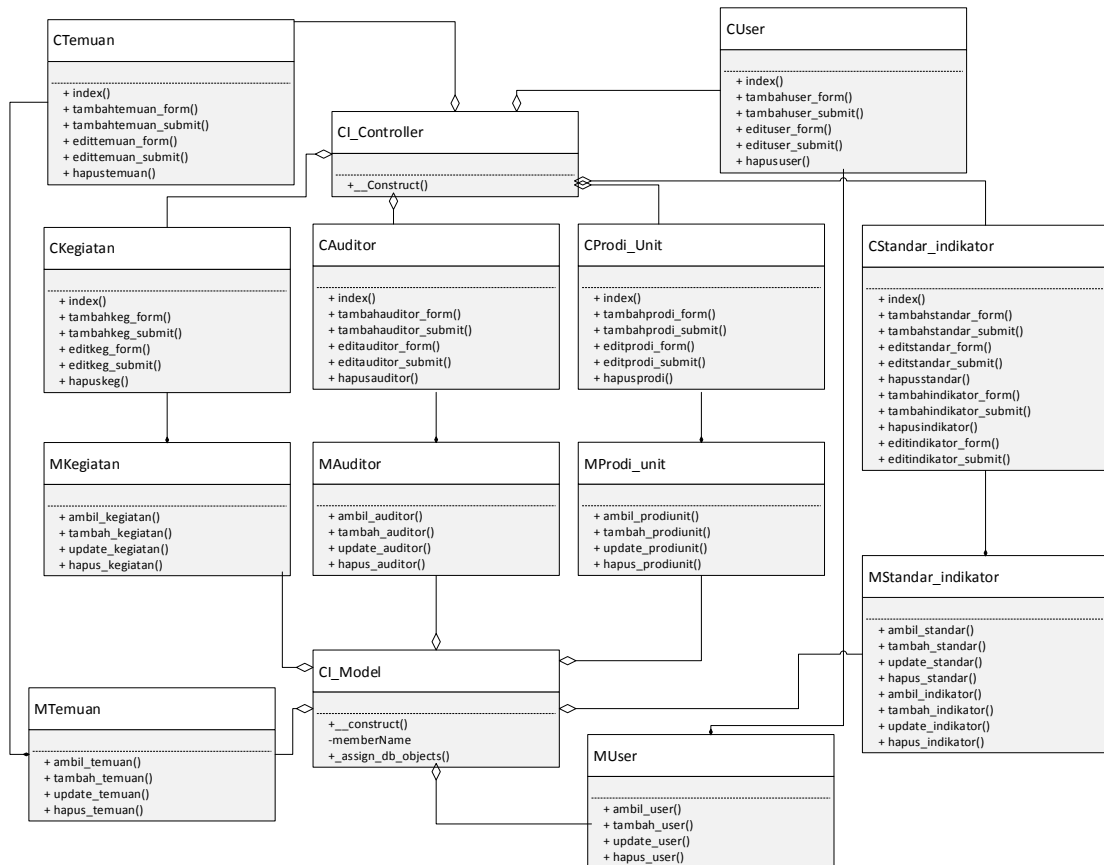 CTemuan
+ index()
+ tambahtemuan_form()
+ tambahtemuan_submit()
+ edittemuan_form()
+ edittemuan_submit()
+ hapustemuan()
CUser
+ index()
+ tambahuser_form()
+ tambahuser_submit()
+ edituser_form()
+ edituser_submit()
+ hapususer()
CI_Controller
+__Construct()
CKegiatan
+ index()
+ tambahkeg_form()
+ tambahkeg_submit()
+ editkeg_form()
+ editkeg_submit()
+ hapuskeg()
CAuditor
+ index()
+ tambahauditor_form()
+ tambahauditor_submit()
+ editauditor_form()
+ editauditor_submit()
+ hapusauditor()
CProdi_Unit
+ index()
+ tambahprodi_form()
+ tambahprodi_submit()
+ editprodi_form()
+ editprodi_submit()
+ hapusprodi()
CStandar_indikator
+ index()
+ tambahstandar_form()
+ tambahstandar_submit()
+ editstandar_form()
+ editstandar_submit()
+ hapusstandar()
+ tambahindikator_form()
+ tambahindikator_submit()
+ hapusindikator()
+ editindikator_form()
+ editindikator_submit()
MKegiatan
+ ambil_kegiatan()
+ tambah_kegiatan()
+ update_kegiatan()
+ hapus_kegiatan()
MAuditor
+ ambil_auditor()
+ tambah_auditor()
+ update_auditor()
+ hapus_auditor()
MProdi_unit
+ ambil_prodiunit()
+ tambah_prodiunit()
+ update_prodiunit()
+ hapus_prodiunit()
MStandar_indikator
+ ambil_standar()
+ tambah_standar()
+ update_standar()
+ hapus_standar()
+ ambil_indikator()
+ tambah_indikator()
+ update_indikator()
+ hapus_indikator()
CI_Model
+__construct()
-memberName
+_assign_db_objects()
MTemuan
+ ambil_temuan()
+ tambah_temuan()
+ update_temuan()
+ hapus_temuan()
MUser
+ ambil_user()
+ tambah_user()
+ update_user()
+ hapus_user()